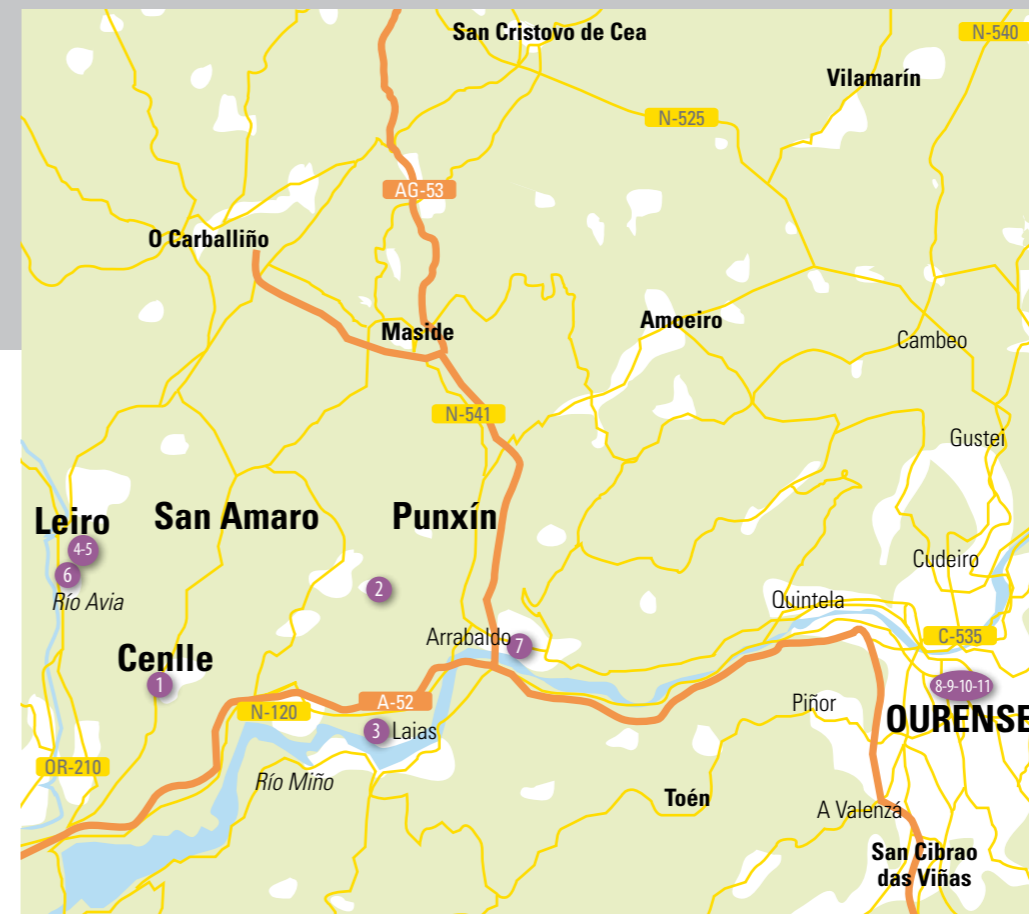 San Cristovo de Cea
N-540
Vilamarín
N-525
AG-53
O Carballiño
Maside
Amoeiro
Cambeo
N-541
Gustei
Leiro
San Amaro
Punxín
4-5
6
2
Cudeiro
Río Avia
Quintela
Arrabaldo
7
C-535
Cenlle
1
8-9-10-11
A-52
N-120
Piñor
3
Laias
OURENSE
OR-210
Río Miño
Toén
A Valenzá
San Cibrao
das Viñas